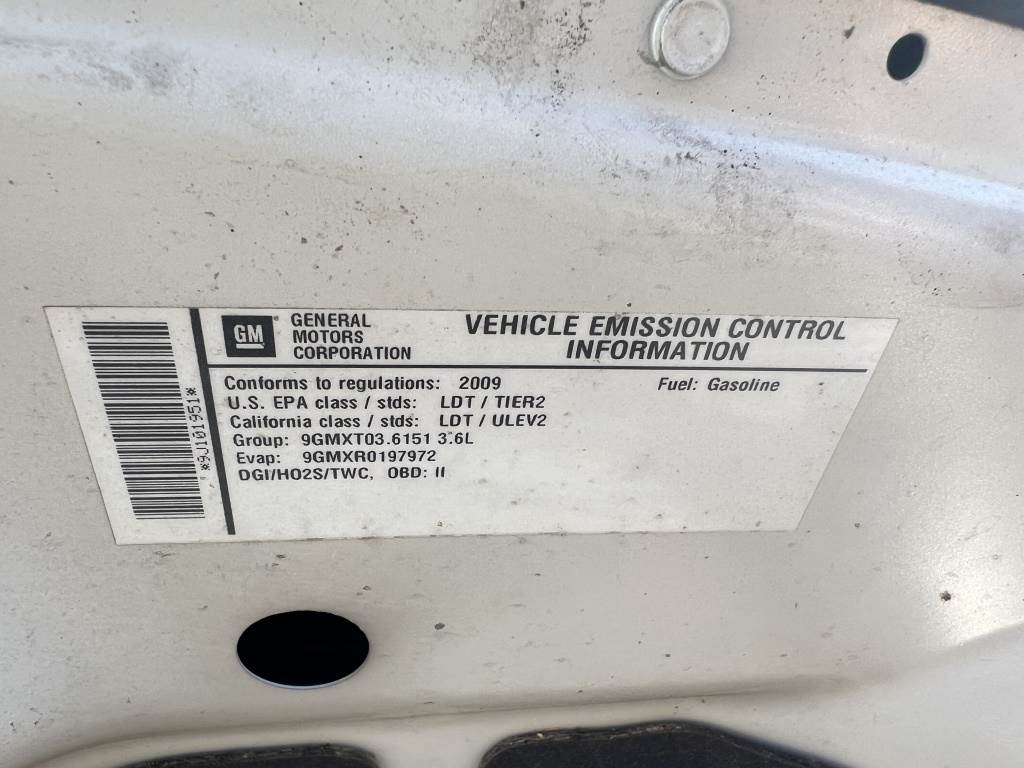 GM
GENERAL
MOTORS
CORPORATION
VEHICLE EMISSION CONTROL
INFORMATION
Conforms to regulations: 2009
Fuel: Gasoline
U.S. EPA class / stds: LDT / TIER2
California class / stds: LDT / ULEV2
Group: 9GMXT03.6151 3.6L
Evap: 9GMXR0197972
DGI/HO2S/TWC, OBD: II
*9J101951*